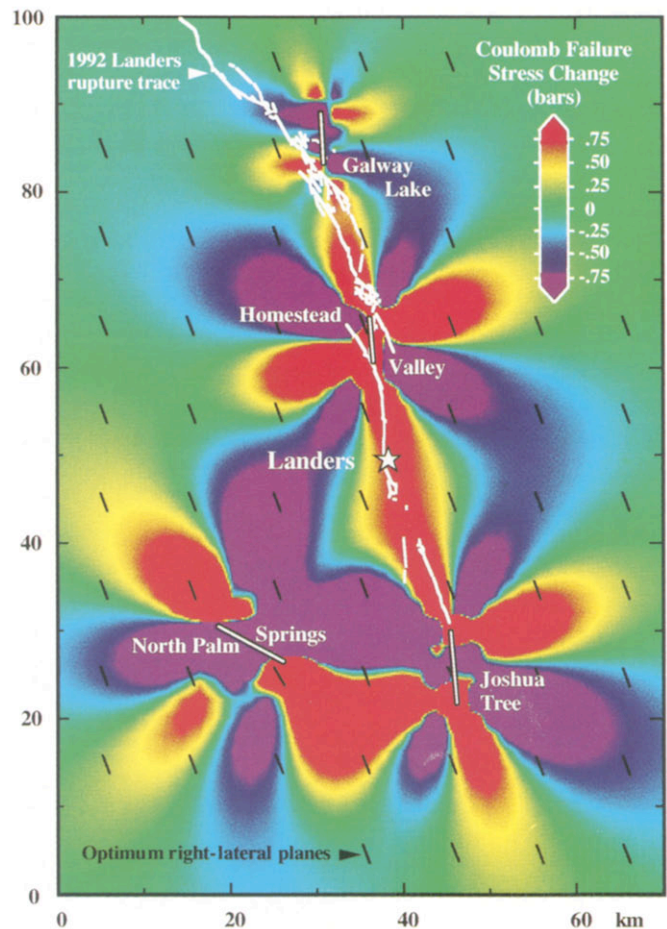 100
1992 Landers
rupture trace
Coulomb Failure
Stress Change
(bars)
.75
.50
.25
0
-.25
-.50
-.75
Galway
Lake
80
Homestead
Valley
60
Landers
40
North Palm
Springs
Joshua
Tree
20
Optimum right-lateral planes
0
0 20 40 60 km